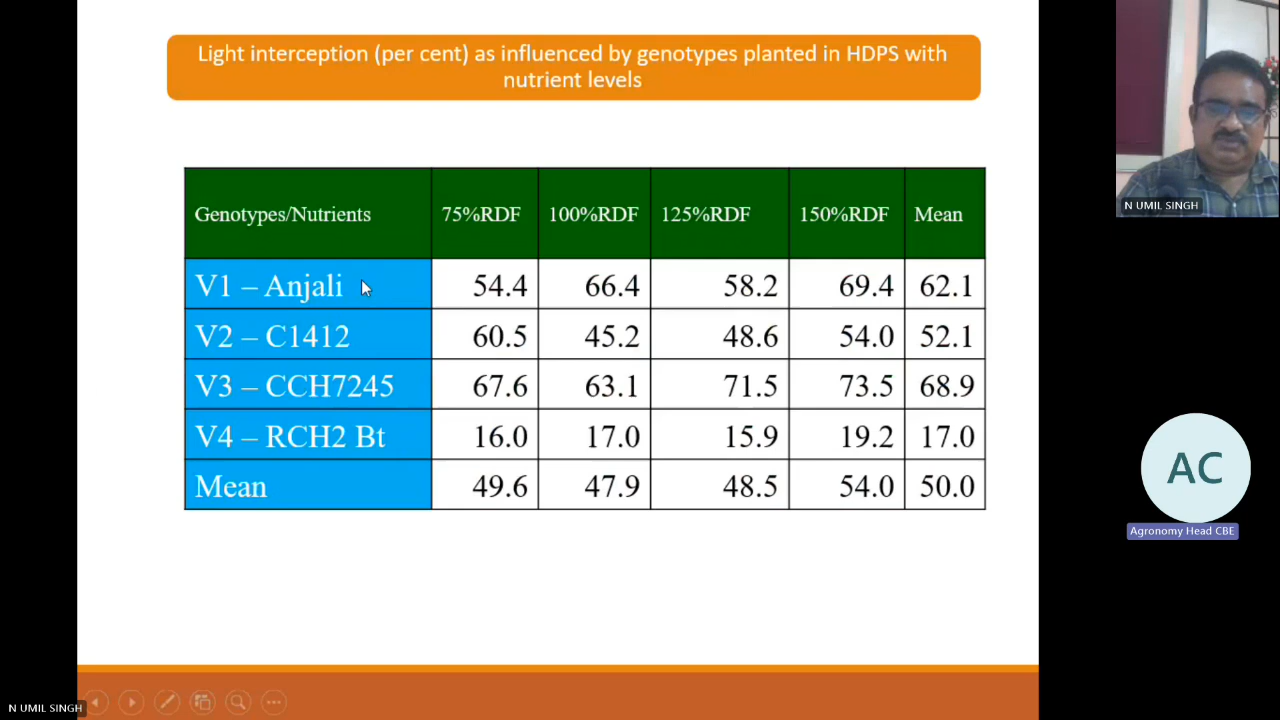 Light interception (per cent) as influenced by genotypes planted in HDPS with
nutrient levels
Genotypes/Nutrients 75%RDF 100%RDF 125%RDF 150%RDF Mean
V1 – Anjali 54.4 66.4 58.2 69.4 62.1
V2 – C1412 60.5 45.2 48.6 54.0 52.1
V3 – CCH7245 67.6 63.1 71.5 73.5 68.9
V4 – RCH2 Bt 16.0 17.0 15.9 19.2 17.0
Mean 49.6 47.9 48.5 54.0 50.0
N UMIL SINGH
AC
Agronomy Head CBE
N UMIL SINGH